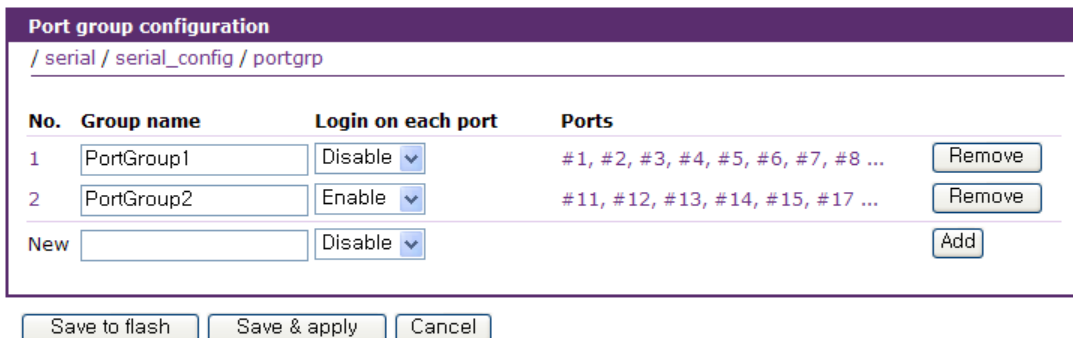 Port group configuration
/ serial / serial_config / portgrp
No. Group name Login on each port Ports
1 PortGroup1 Disable #1, #2, #3, #4, #5, #6, #7, #8 ... Remove
2 PortGroup2 Enable #11, #12, #13, #14, #15, #17 ... Remove
New Disable Add
Save to flash Save & apply Cancel